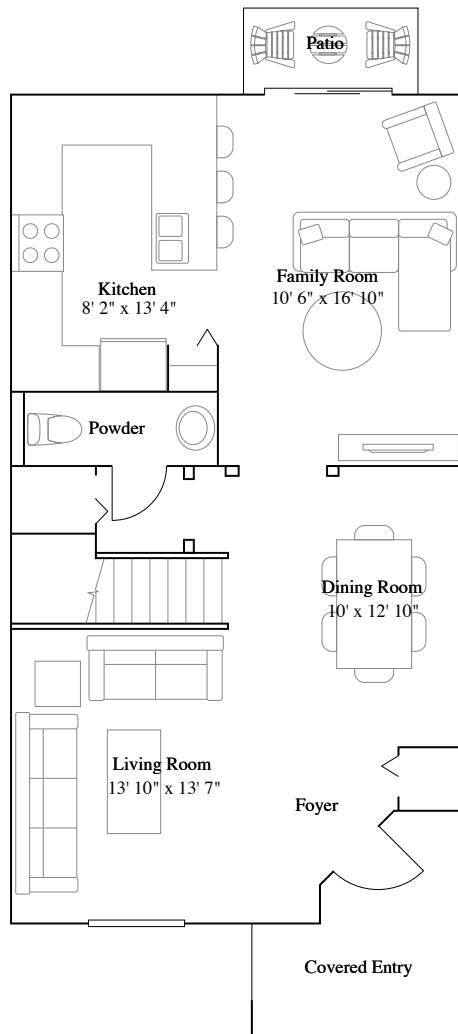 Patio
Family Room
10' 6" x 16' 10"
Kitchen
8' 2" x 13' 4"
Powder
Dining Room
10' x 12' 10"
Living Room
13' 10" x 13' 7"
Foyer
Covered Entry